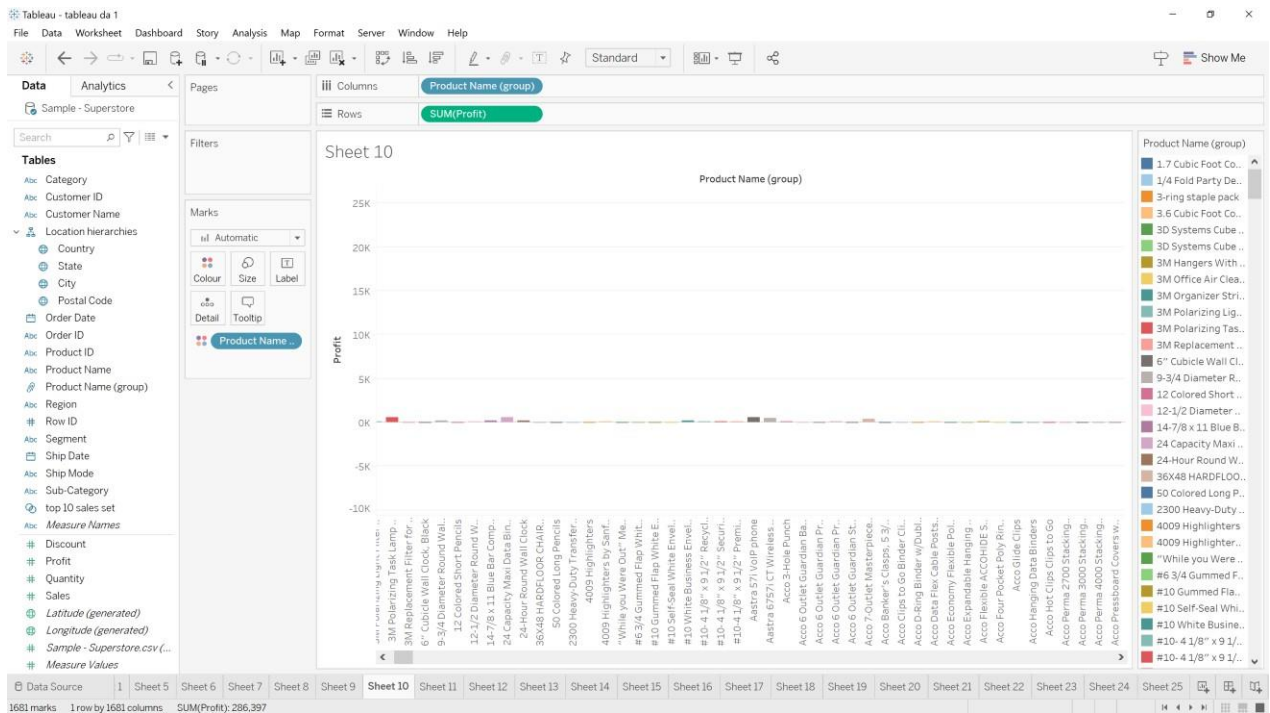 Tableau - tableau da 1
File Data Worksheet Dashboard Story Analysis Map Format Server Window Help
Standard
Show Me
Data Analytics
Sample - Superstore
Search
Tables
Abc Category
Abc Customer ID
Abc Customer Name
Location hierarchies
Country
State
City
Postal Code
Order Date
Abc Order ID
Abc Product ID
Abc Product Name
Product Name (group)
Abc Region
# Row ID
Abc Segment
Ship Date
Abc Ship Mode
Abc Sub-Category
top 10 sales set
Abc Measure Names
# Discount
# Profit
# Quantity
# Sales
Latitude (generated)
Longitude (generated)
# Sample - Superstore.csv (...
# Measure Values
Pages
Filters
Marks
Automatic
Colour Size Label
Detail Tooltip
Product Name ..
Columns Product Name (group)
Rows SUM(Profit)
Sheet 10
Product Name (group)
Profit
25K
20K
15K
10K
5K
0K
-5K
-10K
3M Polarizing Task Lamp ..
3M Replacement Filter for ..
6" Cubicle Wall Clock, Black
9-3/4 Diameter Round Wal..
12 Colored Short Pencils
12-1/2 Diameter Round W..
14-7/8 x 11 Blue Bar Comp..
24 Capacity Maxi Data Bin..
24-Hour Round Wall Clock
36X48 HARDFLOOR CHAIR..
50 Colored Long Pencils
2300 Heavy-Duty Transfer..
4009 Highlighters
4009 Highlighters by Sanf..
"While you Were Out" Me..
#6 3/4 Gummed Flap Whit..
#10 Gummed Flap White E..
#10 Self-Seal White Envel..
#10 White Business Envel..
#10- 4 1/8" x 9 1/2" Recycl..
#10- 4 1/8" x 9 1/2" Securi..
#10-4 1/8" x 9 1/2" Premi..
Aastra 57i VoIP phone
Aastra 6757i CT Wireless ..
Acco 3-Hole Punch
Acco 6 Outlet Guardian Ba..
Acco 6 Outlet Guardian Pr..
Acco 6 Outlet Guardian Pr..
Acco 6 Outlet Guardian St..
Acco 7-Outlet Masterpiece..
Acco Banker's Clasps, 5 3/..
Acco Clips to Go Binder Cli..
Acco D-Ring Binder w/Dubl..
Acco Data Flex Cable Posts..
Acco Economy Flexible Pol..
Acco Expandable Hanging ..
Acco Flexible ACCOHIDE S..
Acco Four Pocket Poly Rin..
Acco Glide Clips
Acco Hanging Data Binders
Acco Hot Clips Clips to Go
Acco Perma 2700 Stacking..
Acco Perma 3000 Stacking..
Acco Perma 4000 Stacking..
Acco Pressboard Covers w..
Product Name (group)
1.7 Cubic Foot Co..
1/4 Fold Party De..
3-ring staple pack
3.6 Cubic Foot Co..
3D Systems Cube ..
3D Systems Cube ..
3M Hangers With ..
3M Office Air Clea..
3M Organizer Stri..
3M Polarizing Lig..
3M Polarizing Tas..
3M Replacement ..
6" Cubicle Wall Cl..
9-3/4 Diameter R..
12 Colored Short ..
12-1/2 Diameter ..
14-7/8 x 11 Blue B..
24 Capacity Maxi ..
24-Hour Round W..
36X48 HARDFLOO..
50 Colored Long P..
2300 Heavy-Duty ..
4009 Highlighters
4009 Highlighter..
"While you Were ..
#6 3/4 Gummed F..
#10 Gummed Fla..
#10 Self-Seal Whi..
#10 White Busine..
#10- 4 1/8" x 9 1/..
#10- 4 1/8" x 9 1/..
Data Source 1 Sheet 5 Sheet 6 Sheet 7 Sheet 8 Sheet 9 Sheet 10 Sheet 11 Sheet 12 Sheet 13 Sheet 14 Sheet 15 Sheet 16 Sheet 17 Sheet 18 Sheet 19 Sheet 20 Sheet 21 Sheet 22 Sheet 23 Sheet 24 Sheet 25
1681 marks 1 row by 1681 columns SUM(Profit): 286,397